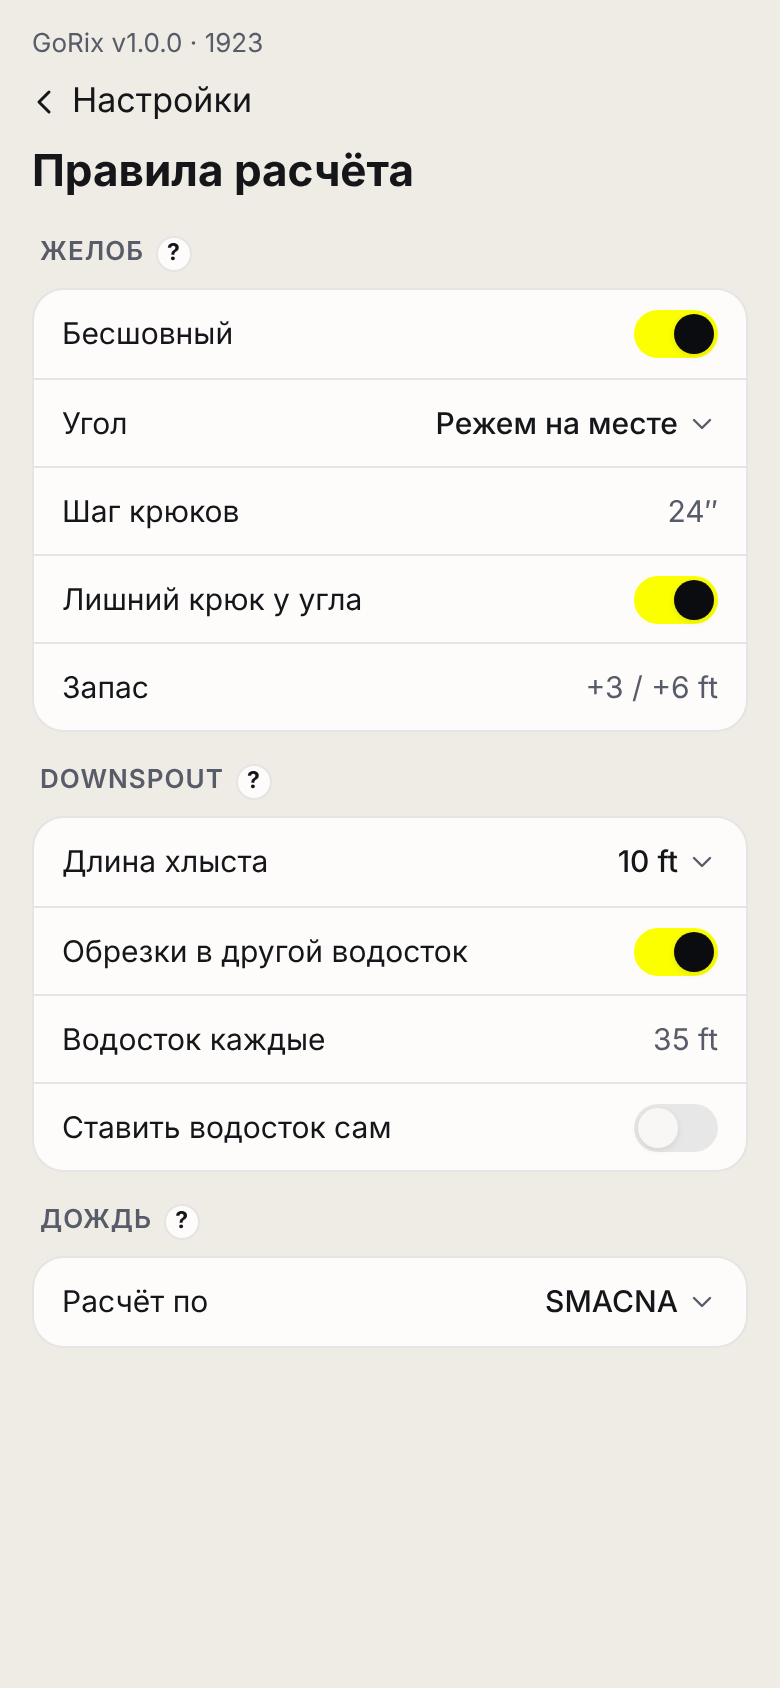 GoRix v1.0.0 · 1923
Настройки
Правила расчёта
ЖЕЛОБ ?
Бесшовный
Угол Режем на месте
Шаг крюков 24″
Лишний крюк у угла
Запас +3 / +6 ft
DOWNSPOUT ?
Длина хлыста 10 ft
Обрезки в другой водосток
Водосток каждые 35 ft
Ставить водосток сам
ДОЖДЬ ?
Расчёт по SMACNA